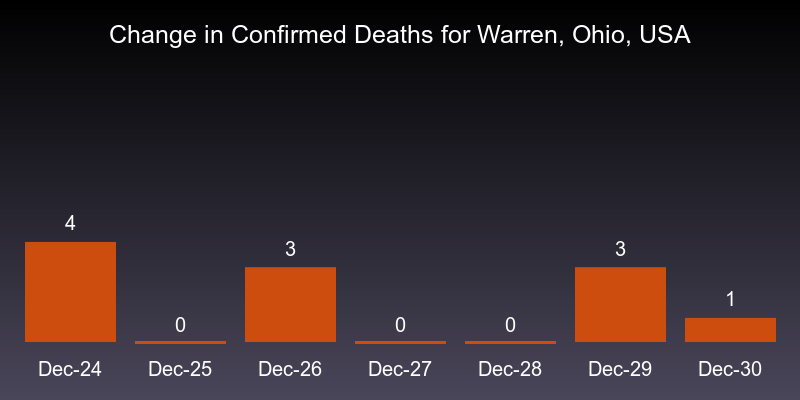 Change in Confirmed Deaths for Warren, Ohio, USA
4
0
3
0
0
3
1
Dec-24
Dec-25
Dec-26
Dec-27
Dec-28
Dec-29
Dec-30